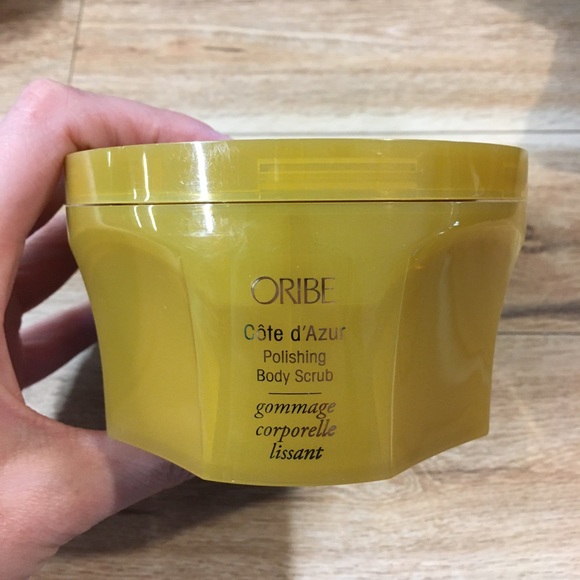 ORIBE
Côte d'Azur
Polishing
Body Scrub
gommage
corporelle
lissant